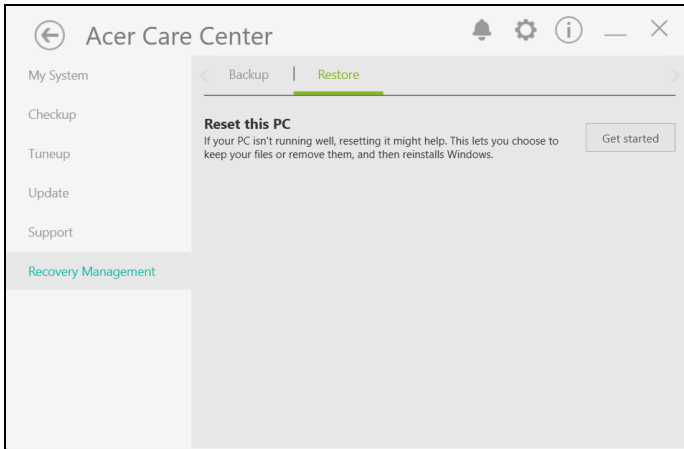 Acer Care Center
My System
Checkup
Tuneup
Update
Support
Recovery Management
Backup
Restore
Reset this PC
If your PC isn't running well, resetting it might help. This lets you choose to
keep your files or remove them, and then reinstalls Windows.
Get started